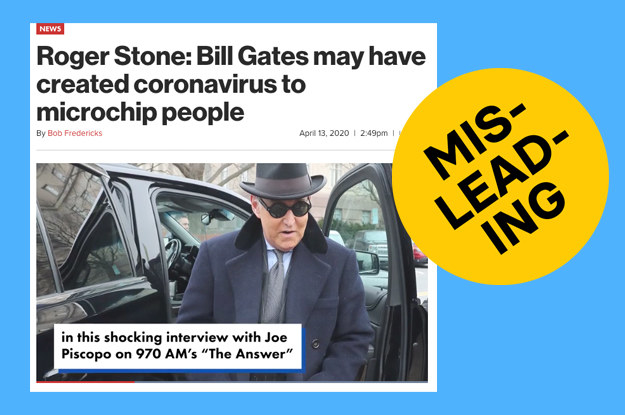 NEWS
Roger Stone: Bill Gates may have
created coronavirus to
microchip people
By Bob Fredericks
April 13, 2020 | 2:49pm |
in this shocking interview with Joe
Piscopo on 970 AM's “The Answer”
MIS-
LEAD-
ING